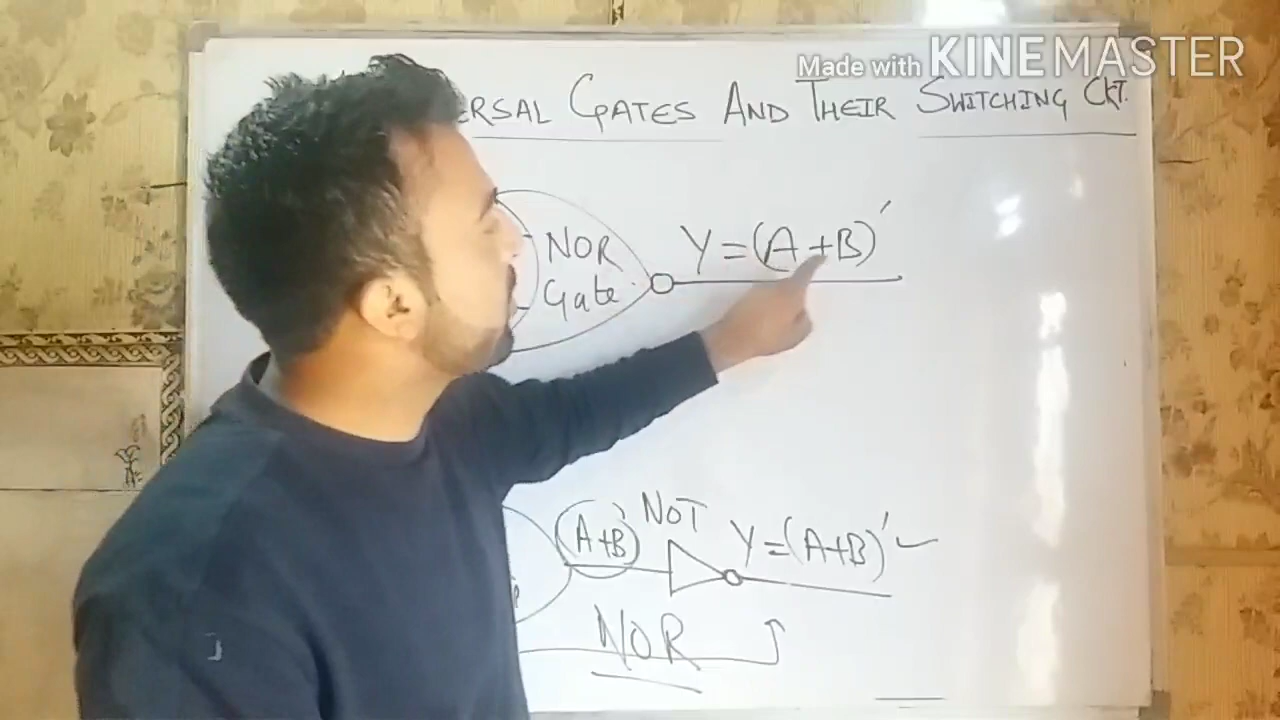 Made with KINEMASTER
ERSAL GATES AND THEIR SWITCHING CKT.
NOR
Gate
Y=(A+B)'
A+B
NOT
Y=(A+B)'
NOR